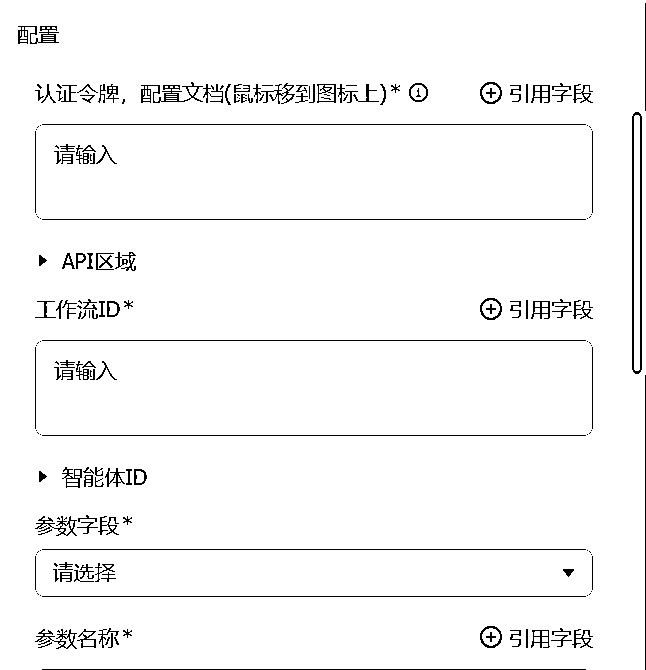 配置
认证令牌，配置文档(鼠标移到图标上)* 引用字段
请输入
API区域
工作流ID* 引用字段
请输入
智能体ID
参数字段*
请选择
参数名称* 引用字段